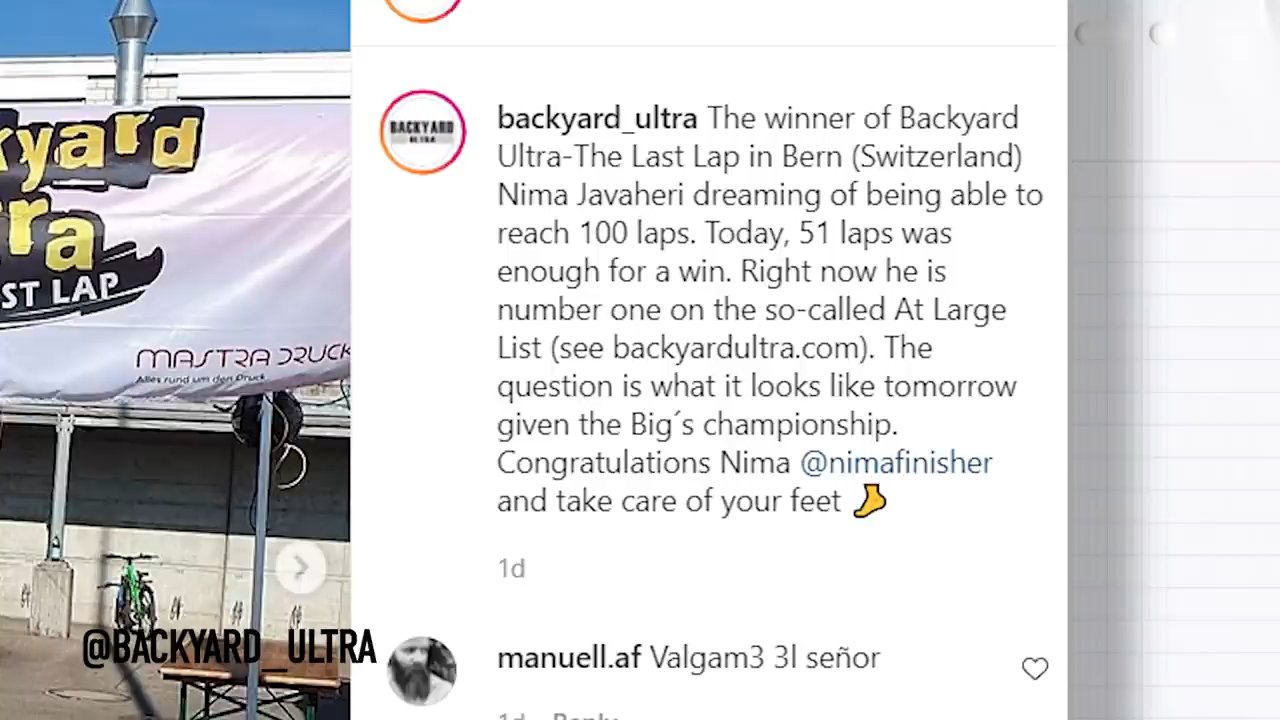 kyard
tra
ST LAP
MASTRA DRUCK
Alles rund um den Druck
@BACKYARD_ULTRA
BACKYARD
ULTRA
backyard_ultra The winner of Backyard
Ultra-The Last Lap in Bern (Switzerland)
Nima Javaheri dreaming of being able to
reach 100 laps. Today, 51 laps was
enough for a win. Right now he is
number one on the so-called At Large
List (see backyardultra.com). The
question is what it looks like tomorrow
given the Big´s championship.
Congratulations Nima @nimafinisher
and take care of your feet 🦶
1d
manuell.af Valgam3 3l señor
1d Reply